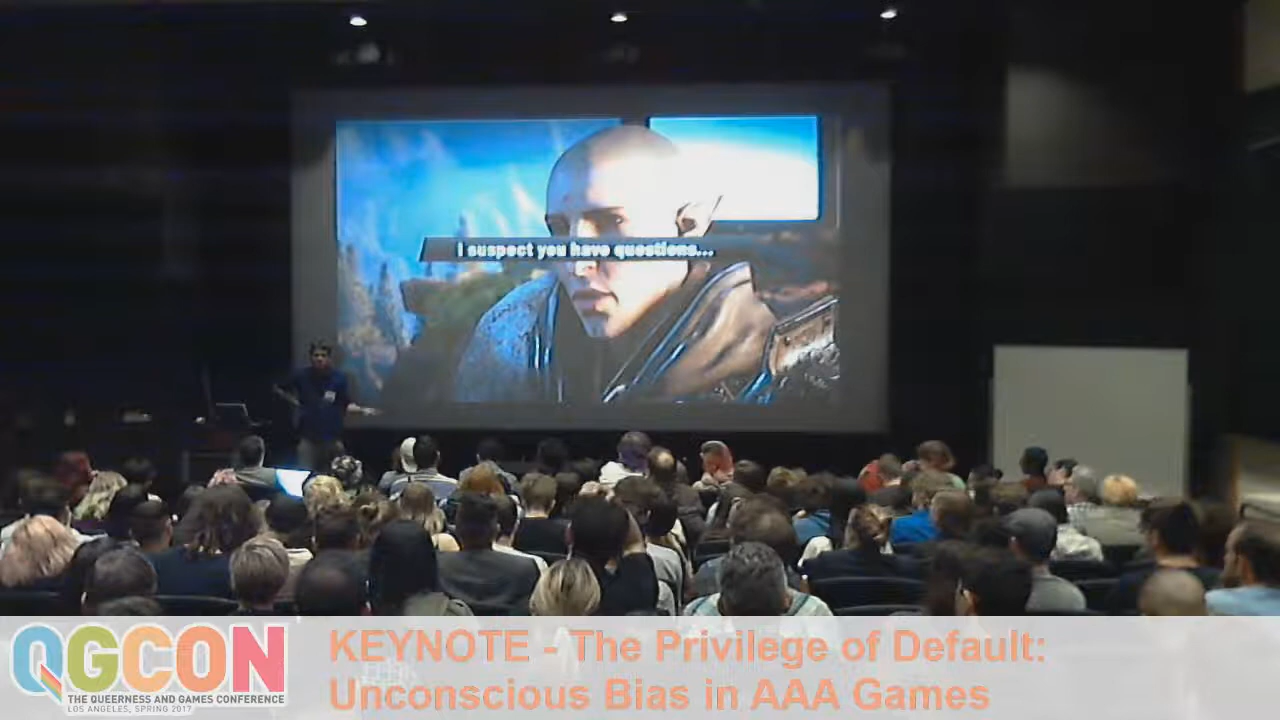 I suspect you have questions...
QGCON
THE QUEERNESS AND GAMES CONFERENCE
LOS ANGELES, SPRING 2017
KEYNOTE - The Privilege of Default:
Unconscious Bias in AAA Games